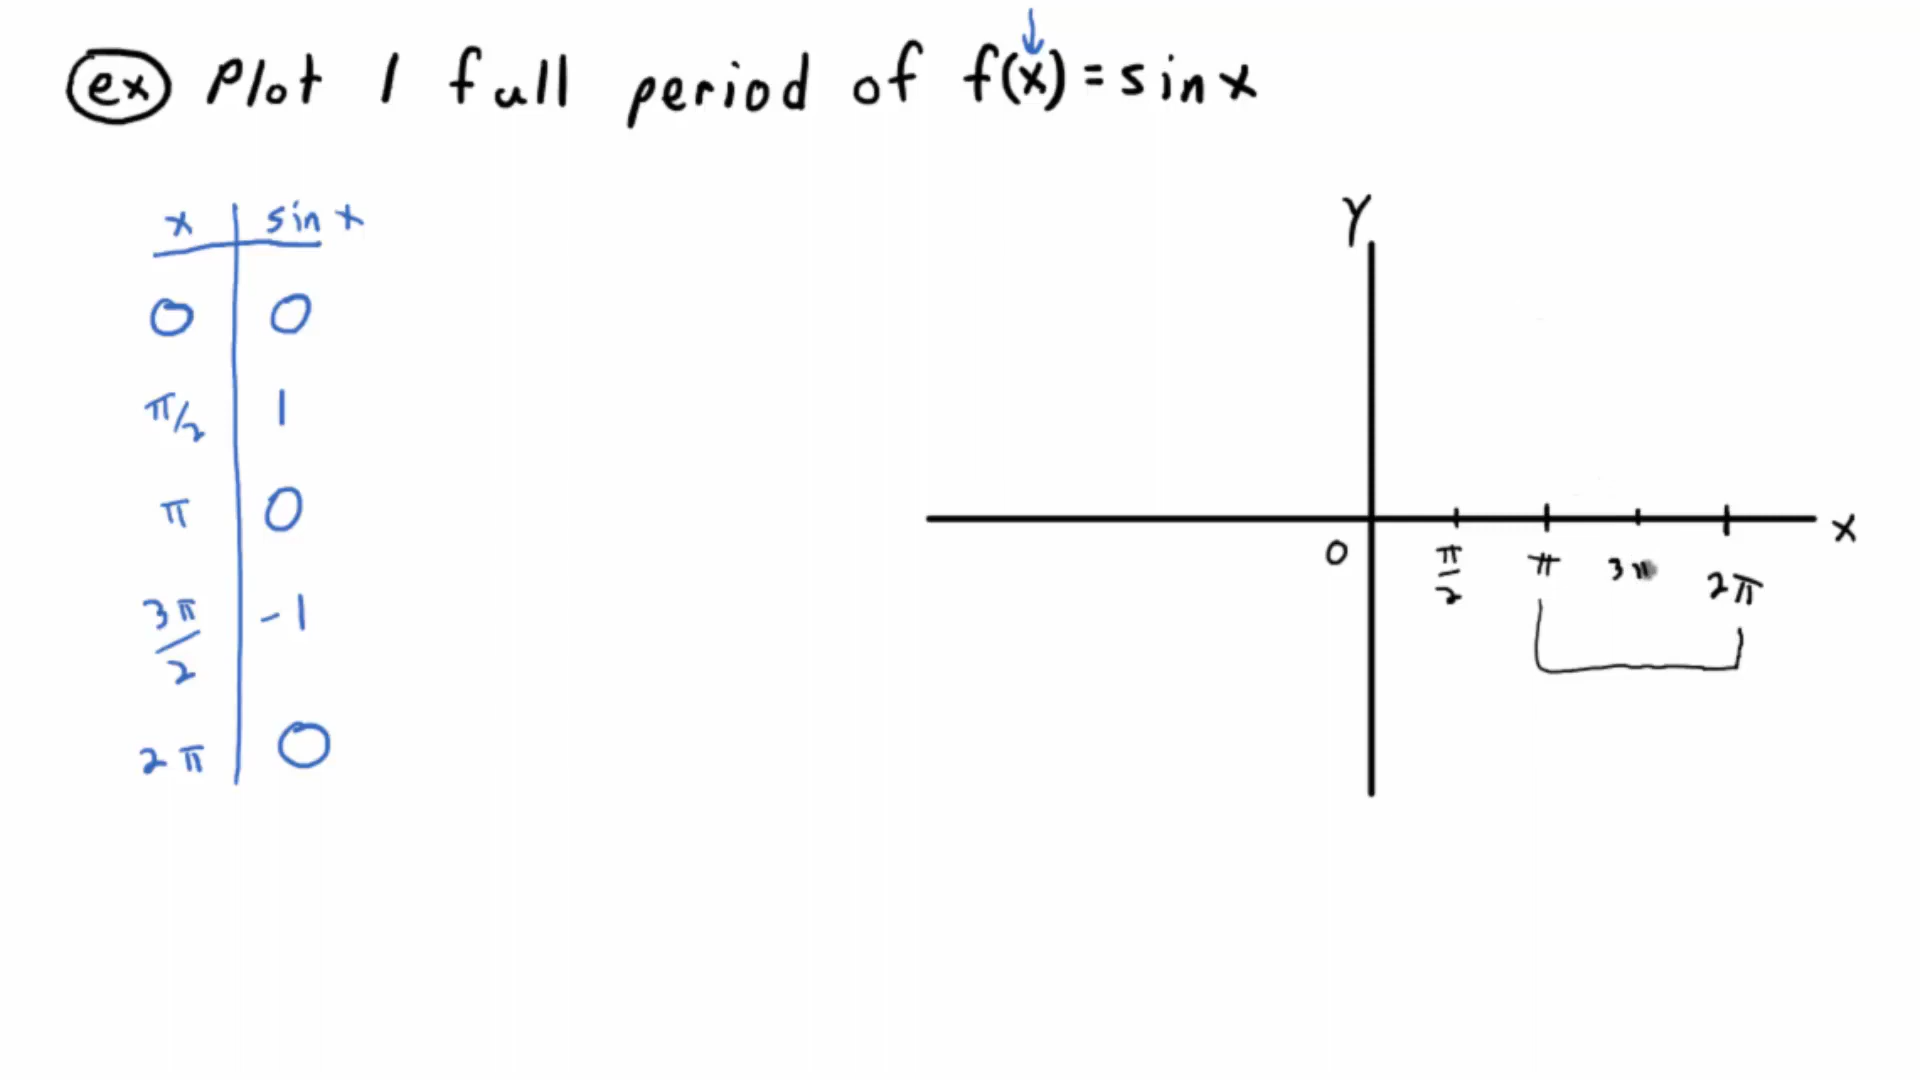 ex Plot 1 full period of f(x) = sin x
x sin x
0 0
π/2 1
π 0
3π/2 -1
2π 0
Y
x
0 π/2 π 3π 2π